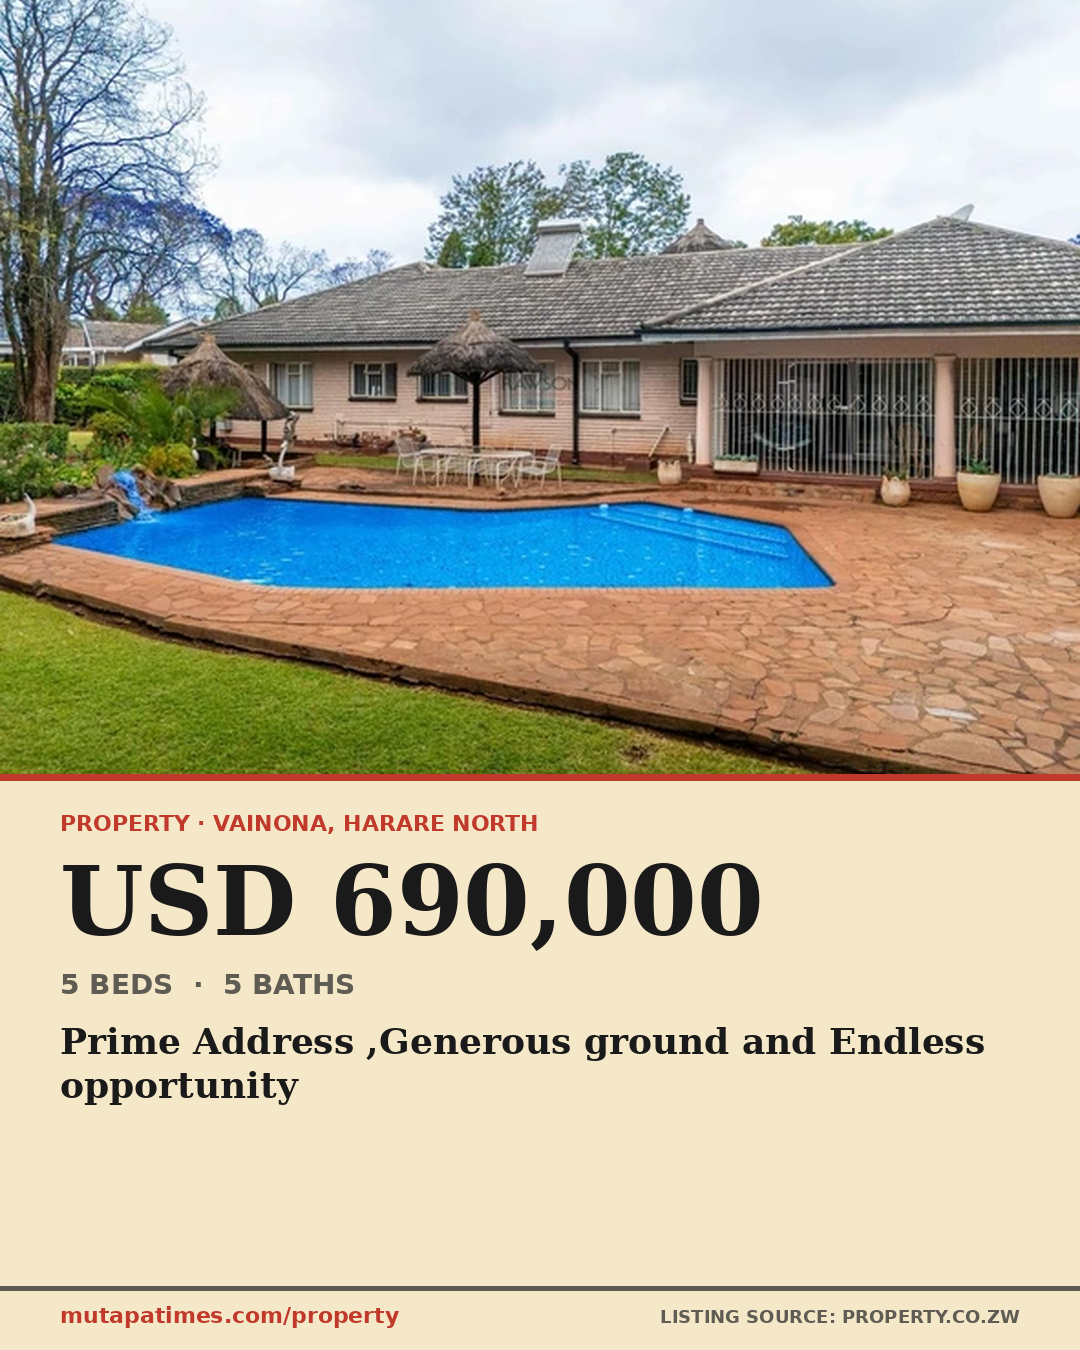 RAWSON
PROPERTY · VAINONA, HARARE NORTH
USD 690,000
5 BEDS · 5 BATHS
Prime Address ,Generous ground and Endless
opportunity
mutapatimes.com/property
LISTING SOURCE: PROPERTY.CO.ZW